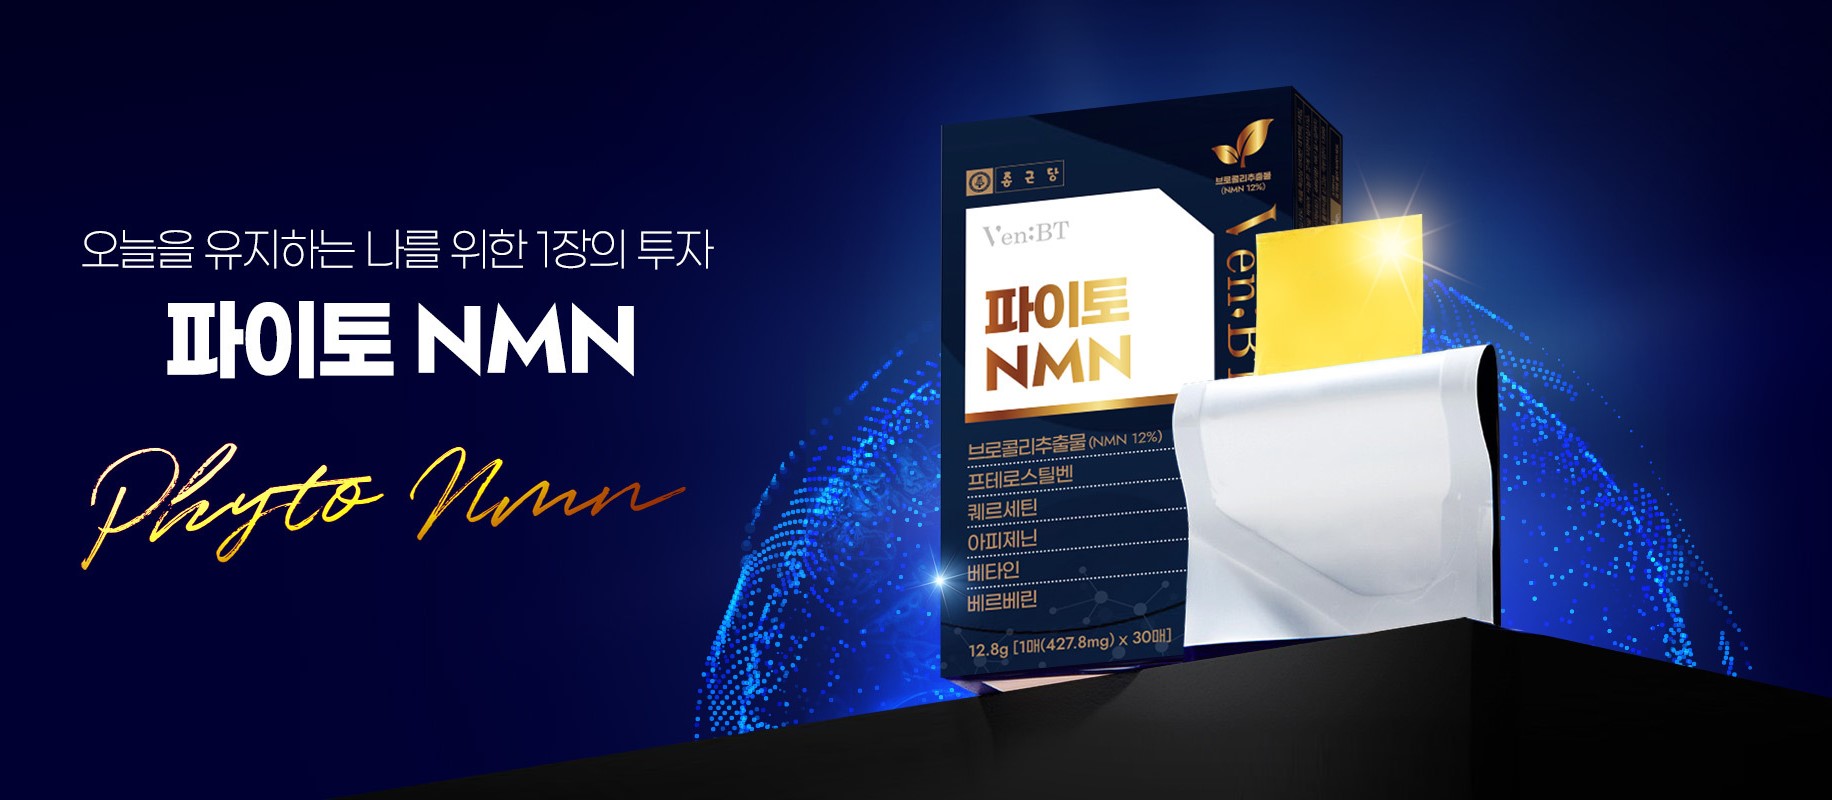 오늘을 유지하는 나를 위한 1장의 투자
파이토 NMN
Phyto Nmn
종근당
Ven:BT
파이토
NMN
브로콜리추출물 (NMN 12%)
프테로스틸벤
퀘르세틴
아피제닌
베타인
베르베린
12.8g [1매(427.8mg) x 30매]
브로콜리추출물
(NMN 12%)
Ven:B